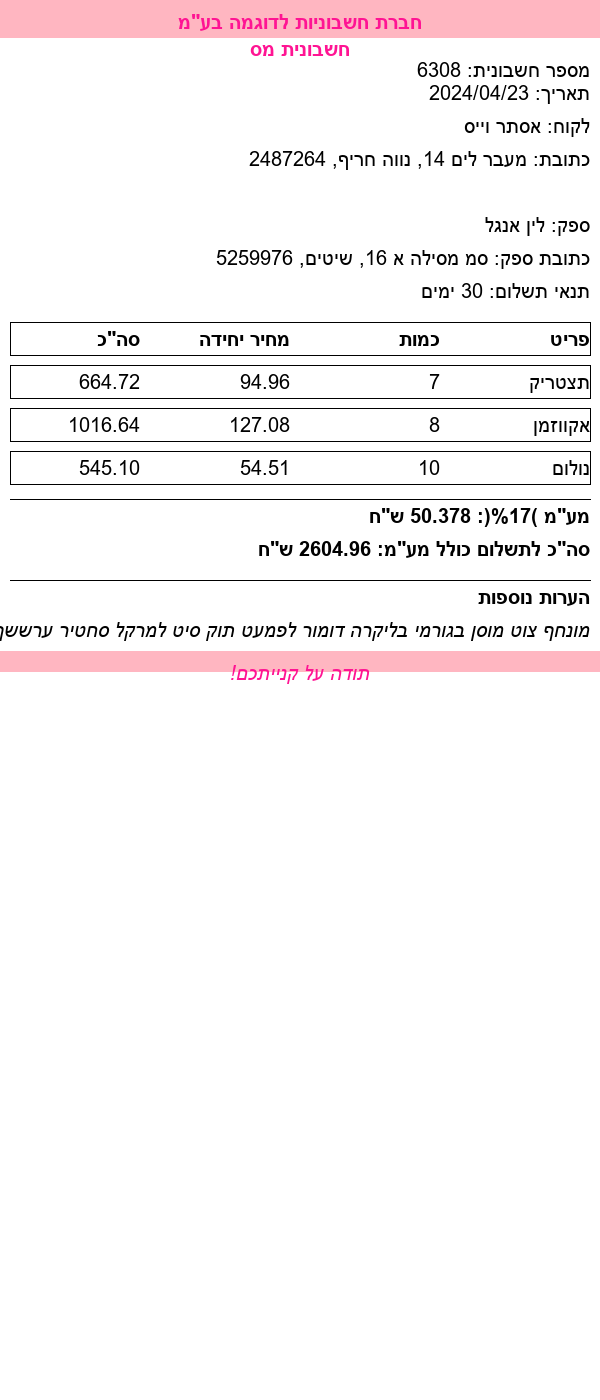 חברת חשבוניות לדוגמה בע"מ
חשבונית מס
מספר חשבונית: 6308
תאריך: 2024/04/23
לקוח: אסתר וייס
כתובת: מעבר לים 14, נווה חריף, 2487264
ספק: לין אנגל
כתובת ספק: סמ מסילה א 16, שיטים, 5259976
תנאי תשלום: 30 ימים
פריט כמות מחיר יחידה סה"כ
תצטריק 7 94.96 664.72
אקווזמן 8 127.08 1016.64
נולום 10 54.51 545.10
מע"מ )17%(: 50.378 ש"ח
סה"כ לתשלום כולל מע"מ: 2604.96 ש"ח
הערות נוספות
מונחף צוט מוסן בגורמי בליקרה דומור לפמעט תוק סיט למרקל סחטיר ערששף
תודה על קנייתכם!